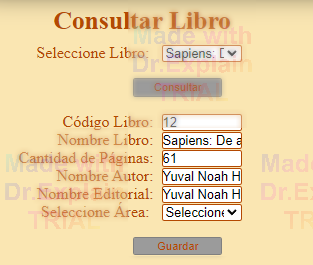 Consultar Libro
Seleccione Libro: Sapiens: D
Consultar
Código Libro: 12
Nombre Libro: Sapiens: De a
Cantidad de Páginas: 61
Nombre Autor: Yuval Noah H
Nombre Editorial: Yuval Noah H
Seleccione Área: Seleccione
Guardar
Made with
Dr.Explain
TRIAL
Made with
Dr.Explain
TRIAL
Made with
Dr.Explain
TRIAL